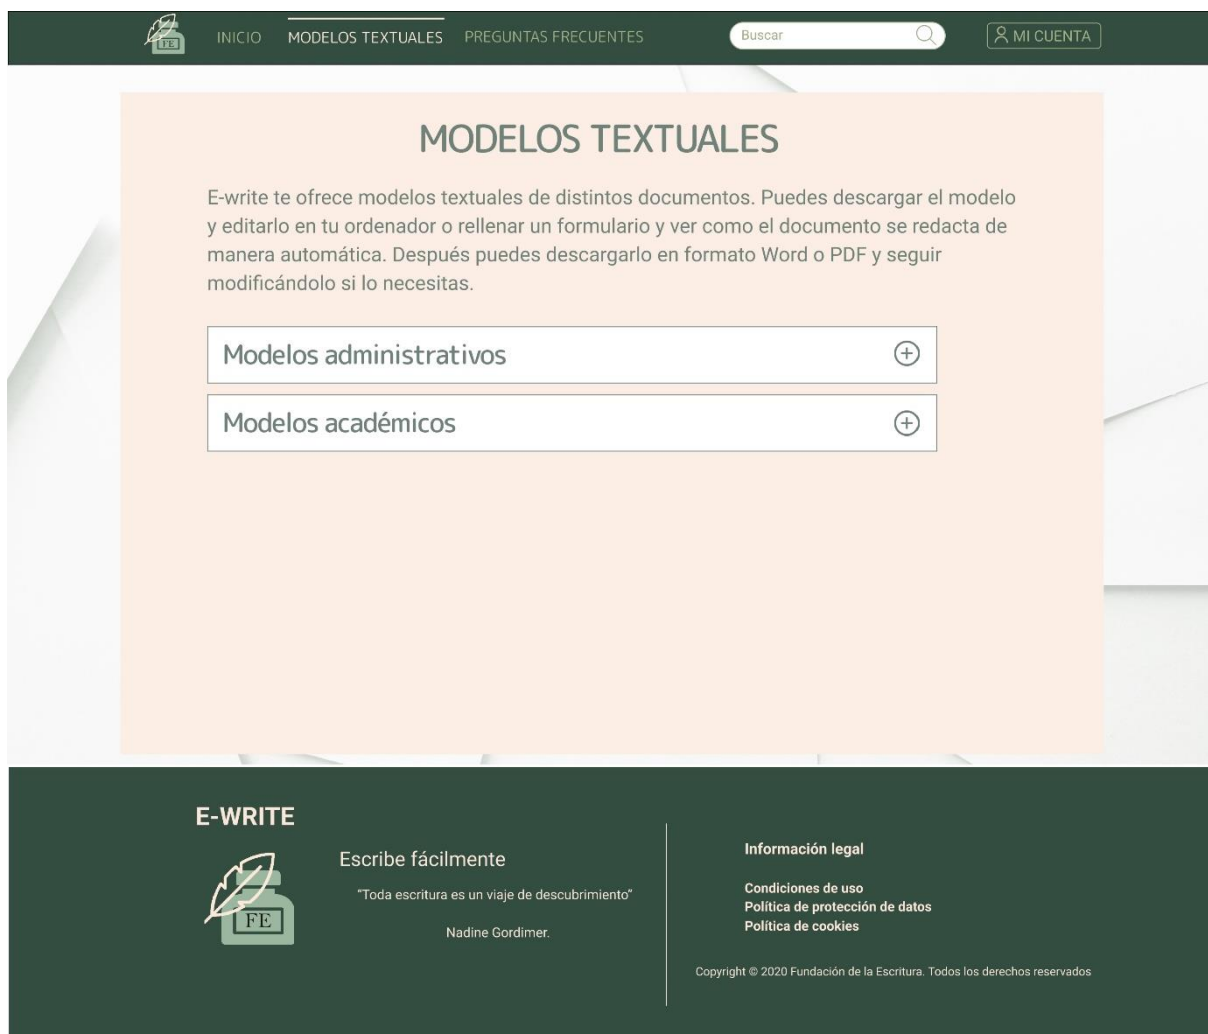 FE
INICIO
MODELOS TEXTUALES
PREGUNTAS FRECUENTES
Buscar
MI CUENTA
MODELOS TEXTUALES
E-write te ofrece modelos textuales de distintos documentos. Puedes descargar el modelo
y editarlo en tu ordenador o rellenar un formulario y ver como el documento se redacta de
manera automática. Después puedes descargarlo en formato Word o PDF y seguir
modificándolo si lo necesitas.
Modelos administrativos
Modelos académicos
E-WRITE
FE
Escribe fácilmente
“Toda escritura es un viaje de descubrimiento”
Nadine Gordimer.
Información legal
Condiciones de uso
Política de protección de datos
Política de cookies
Copyright © 2020 Fundación de la Escritura. Todos los derechos reservados